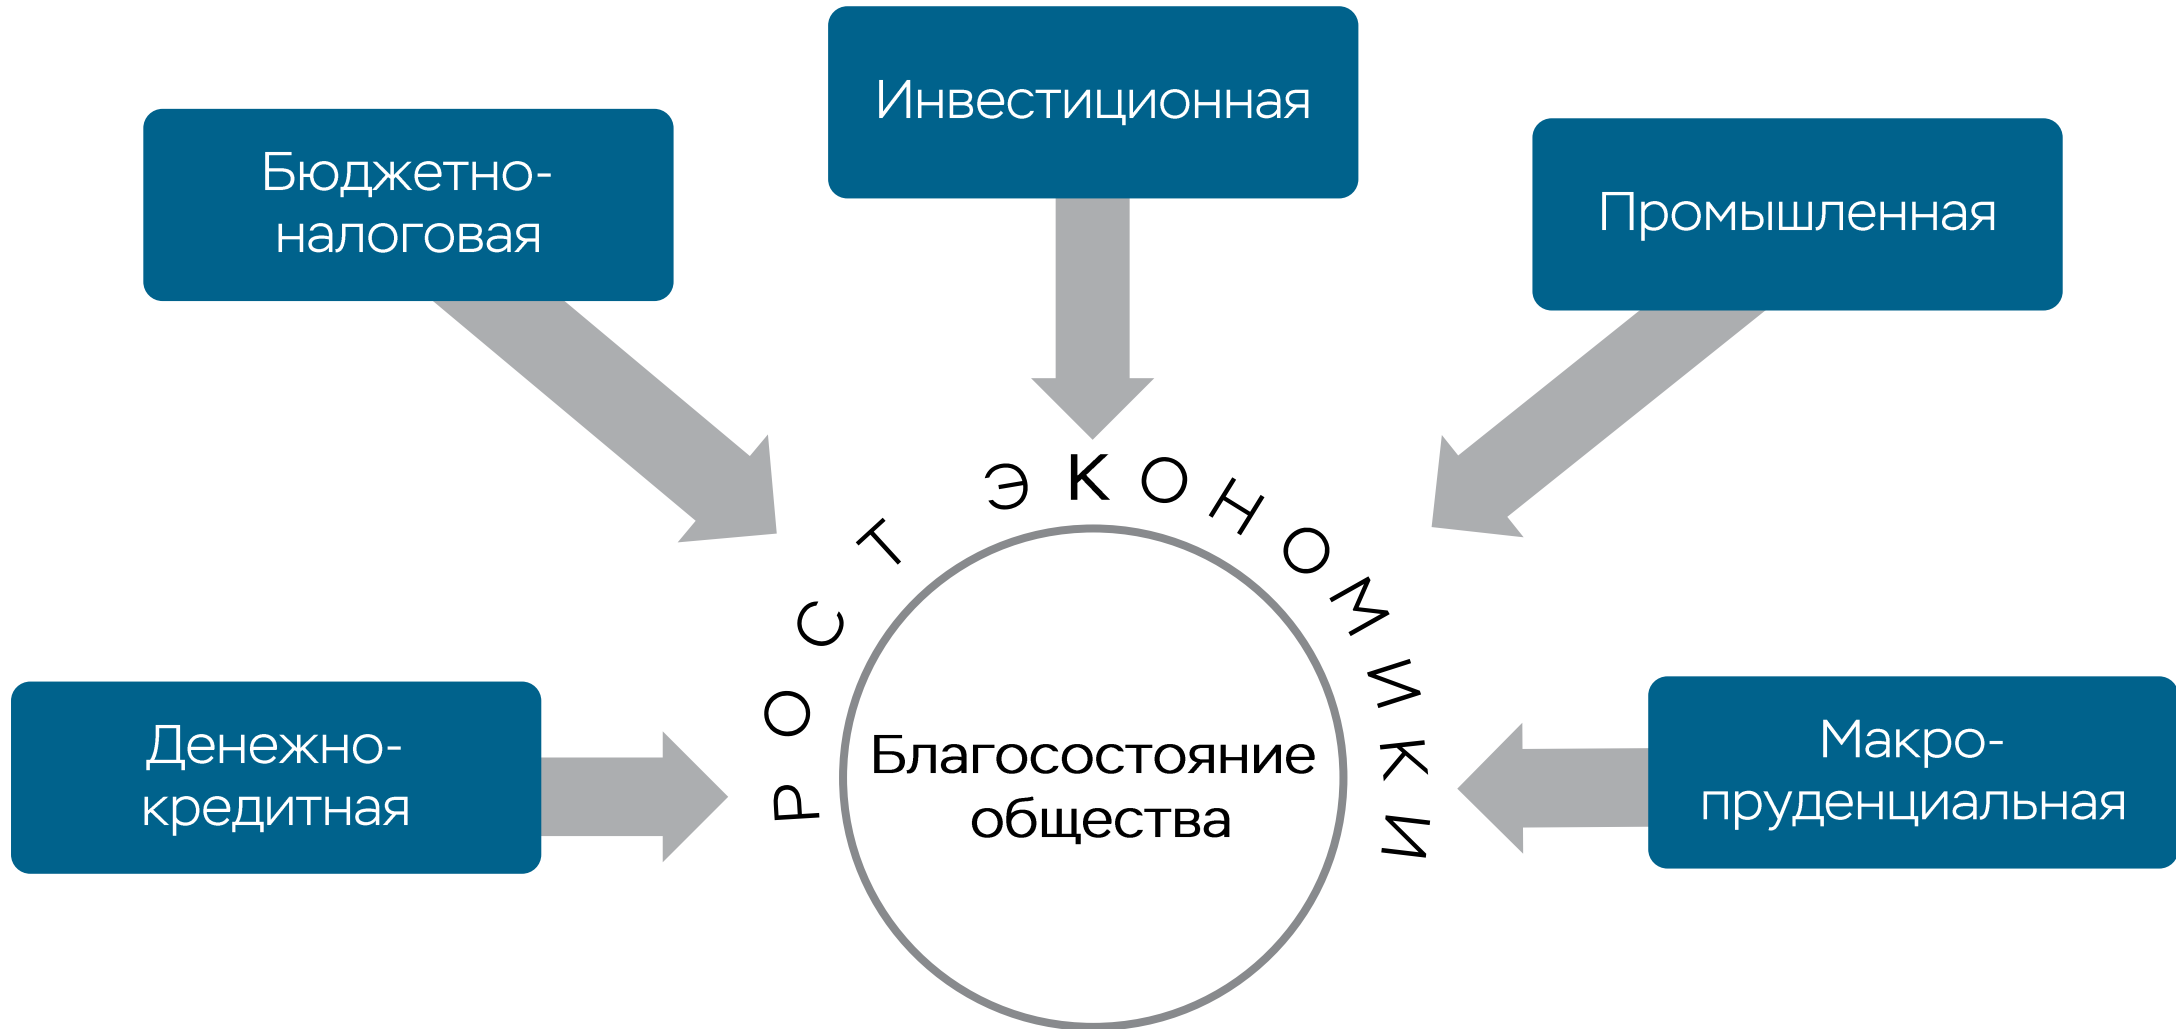 Инвестиционная
Бюджетно-
налоговая
Промышленная
РОСТ ЭКОНОМИКИ
Денежно-
кредитная
Благосостояние
общества
Макро-
пруденциальная